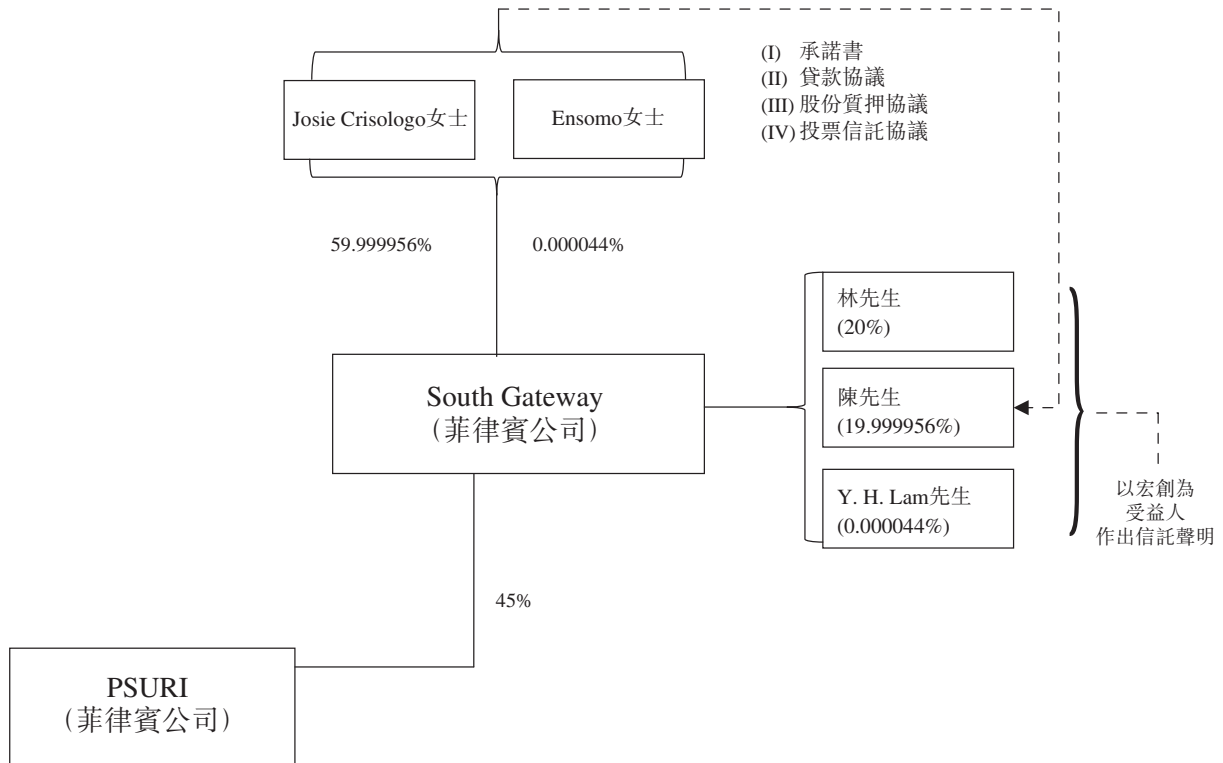 (I) 承諾書
(II) 貸款協議
(III) 股份質押協議
(IV) 投票信託協議
Josie Crisologo女士
Ensomo女士
59.999956%
0.000044%
林先生
(20%)
South Gateway
（菲律賓公司）
陳先生
(19.999956%)
Y. H. Lam先生
(0.000044%)
以宏創為
受益人
作出信託聲明
45%
PSURI
（菲律賓公司）